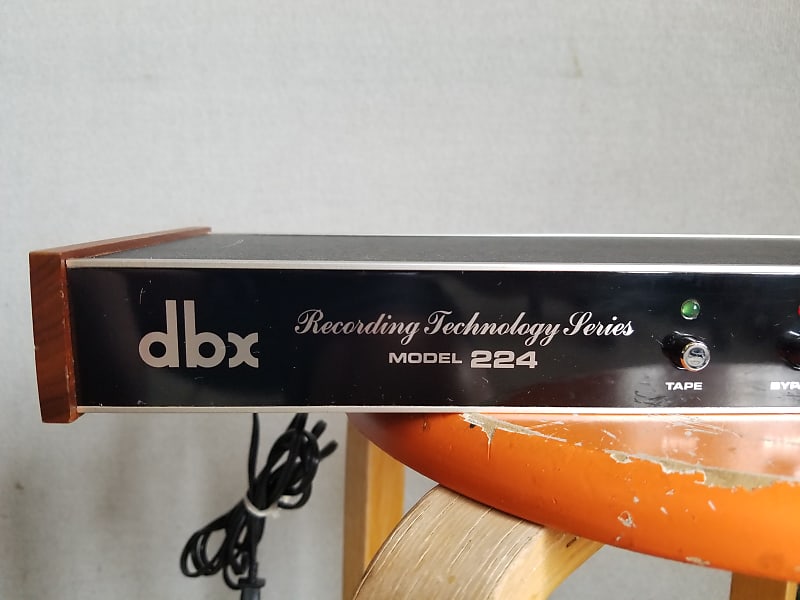 dbx
Recording Technology Series
MODEL 224
TAPE